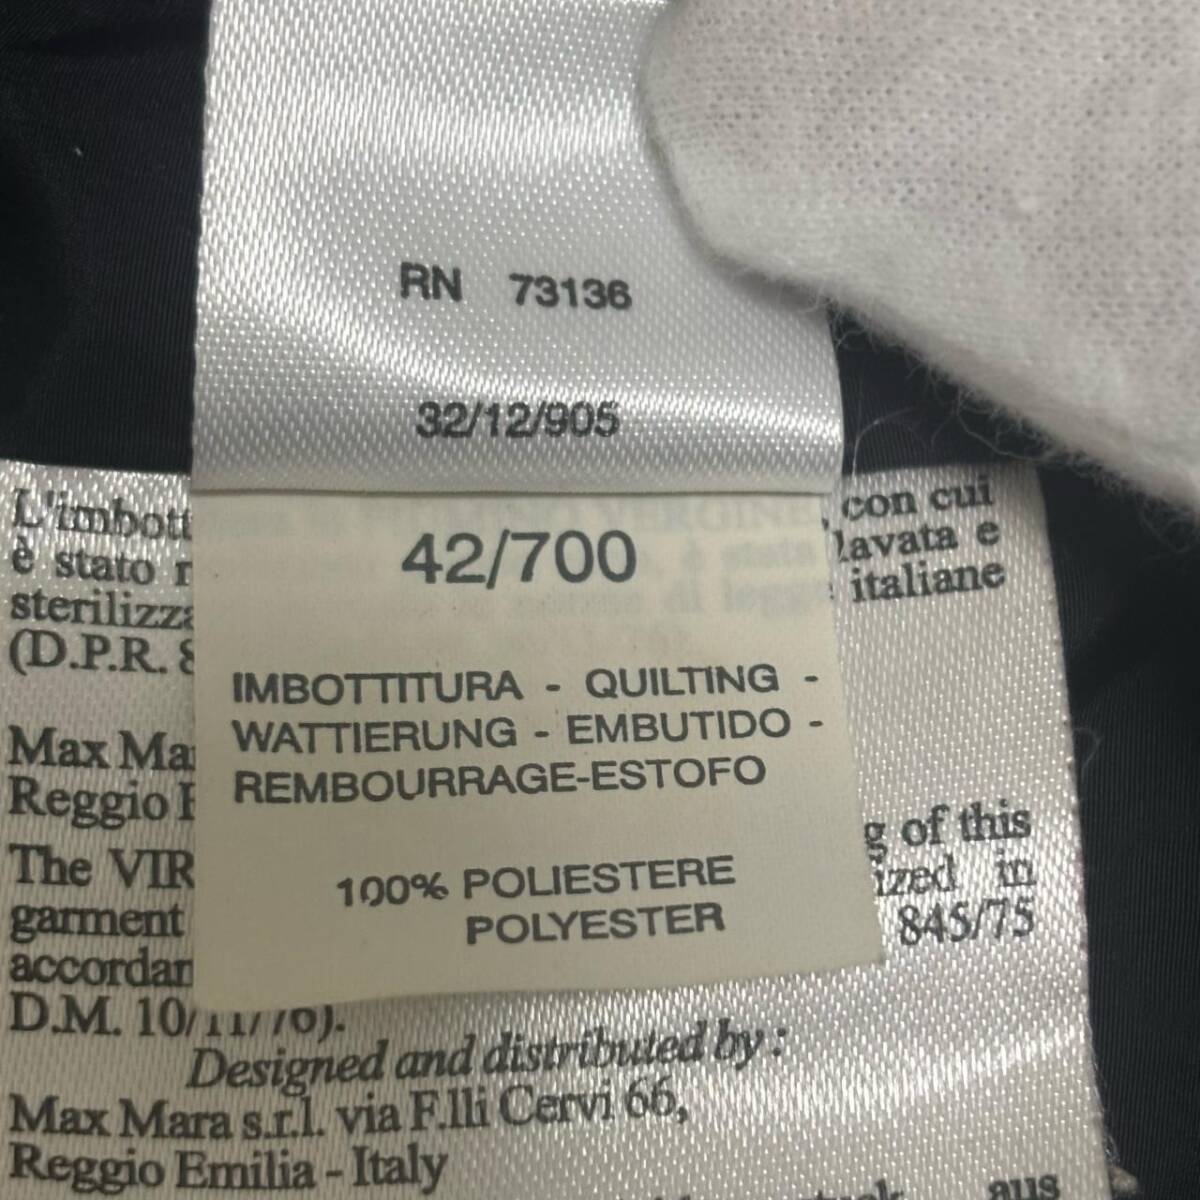 RN 73136
32/12/905
42/700
IMBOTTITURA - QUILTING -
WATTIERUNG - EMBUTIDO -
REMBOURRAGE-ESTOFO
100% POLIESTERE
POLYESTER
L'imbott , con cui
è stato lavata e
italiane
(D.P.R.
Max Ma
Reggio
The VIR g of this
garment ized in
accordan 845/75
D.M. 10/11/76).
Designed and distributed by:
Max Mara s.r.l. via F.lli Cervi 66,
Reggio Emilia - Italy
aus